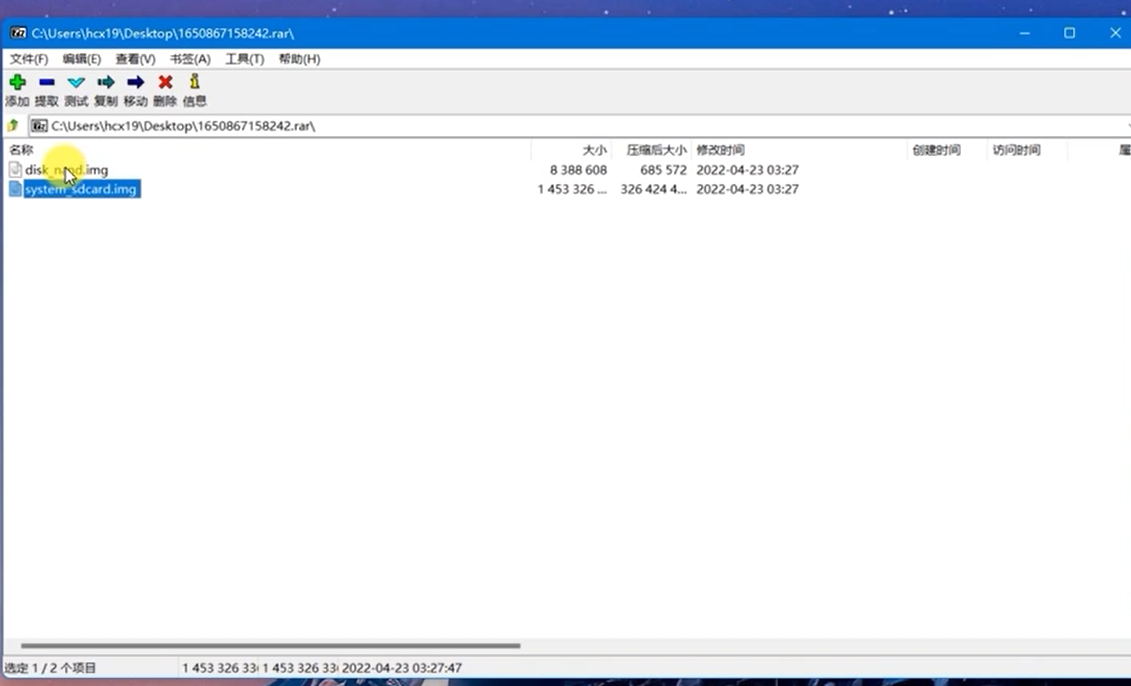 C:\Users\hcx19\Desktop\1650867158242.rar\
文件(F) 编辑(E) 查看(V) 书签(A) 工具(T) 帮助(H)
添加 提取 测试 复制 移动 删除 信息
C:\Users\hcx19\Desktop\1650867158242.rar\
名称 大小 压缩后大小 修改时间 创建时间 访问时间 属
disk_nand.img 8 388 608 685 572 2022-04-23 03:27
system_sdcard.img 1 453 326 ... 326 424 4... 2022-04-23 03:27
选定 1 / 2 个项目 1 453 326 33 1 453 326 33 2022-04-23 03:27:47